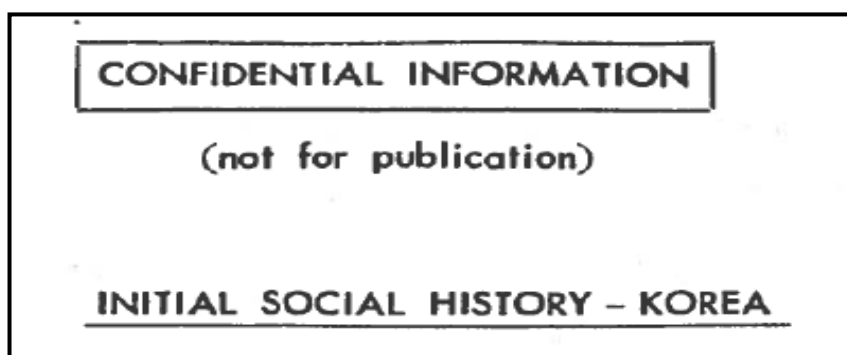 CONFIDENTIAL INFORMATION
(not for publication)
INITIAL SOCIAL HISTORY – KOREA